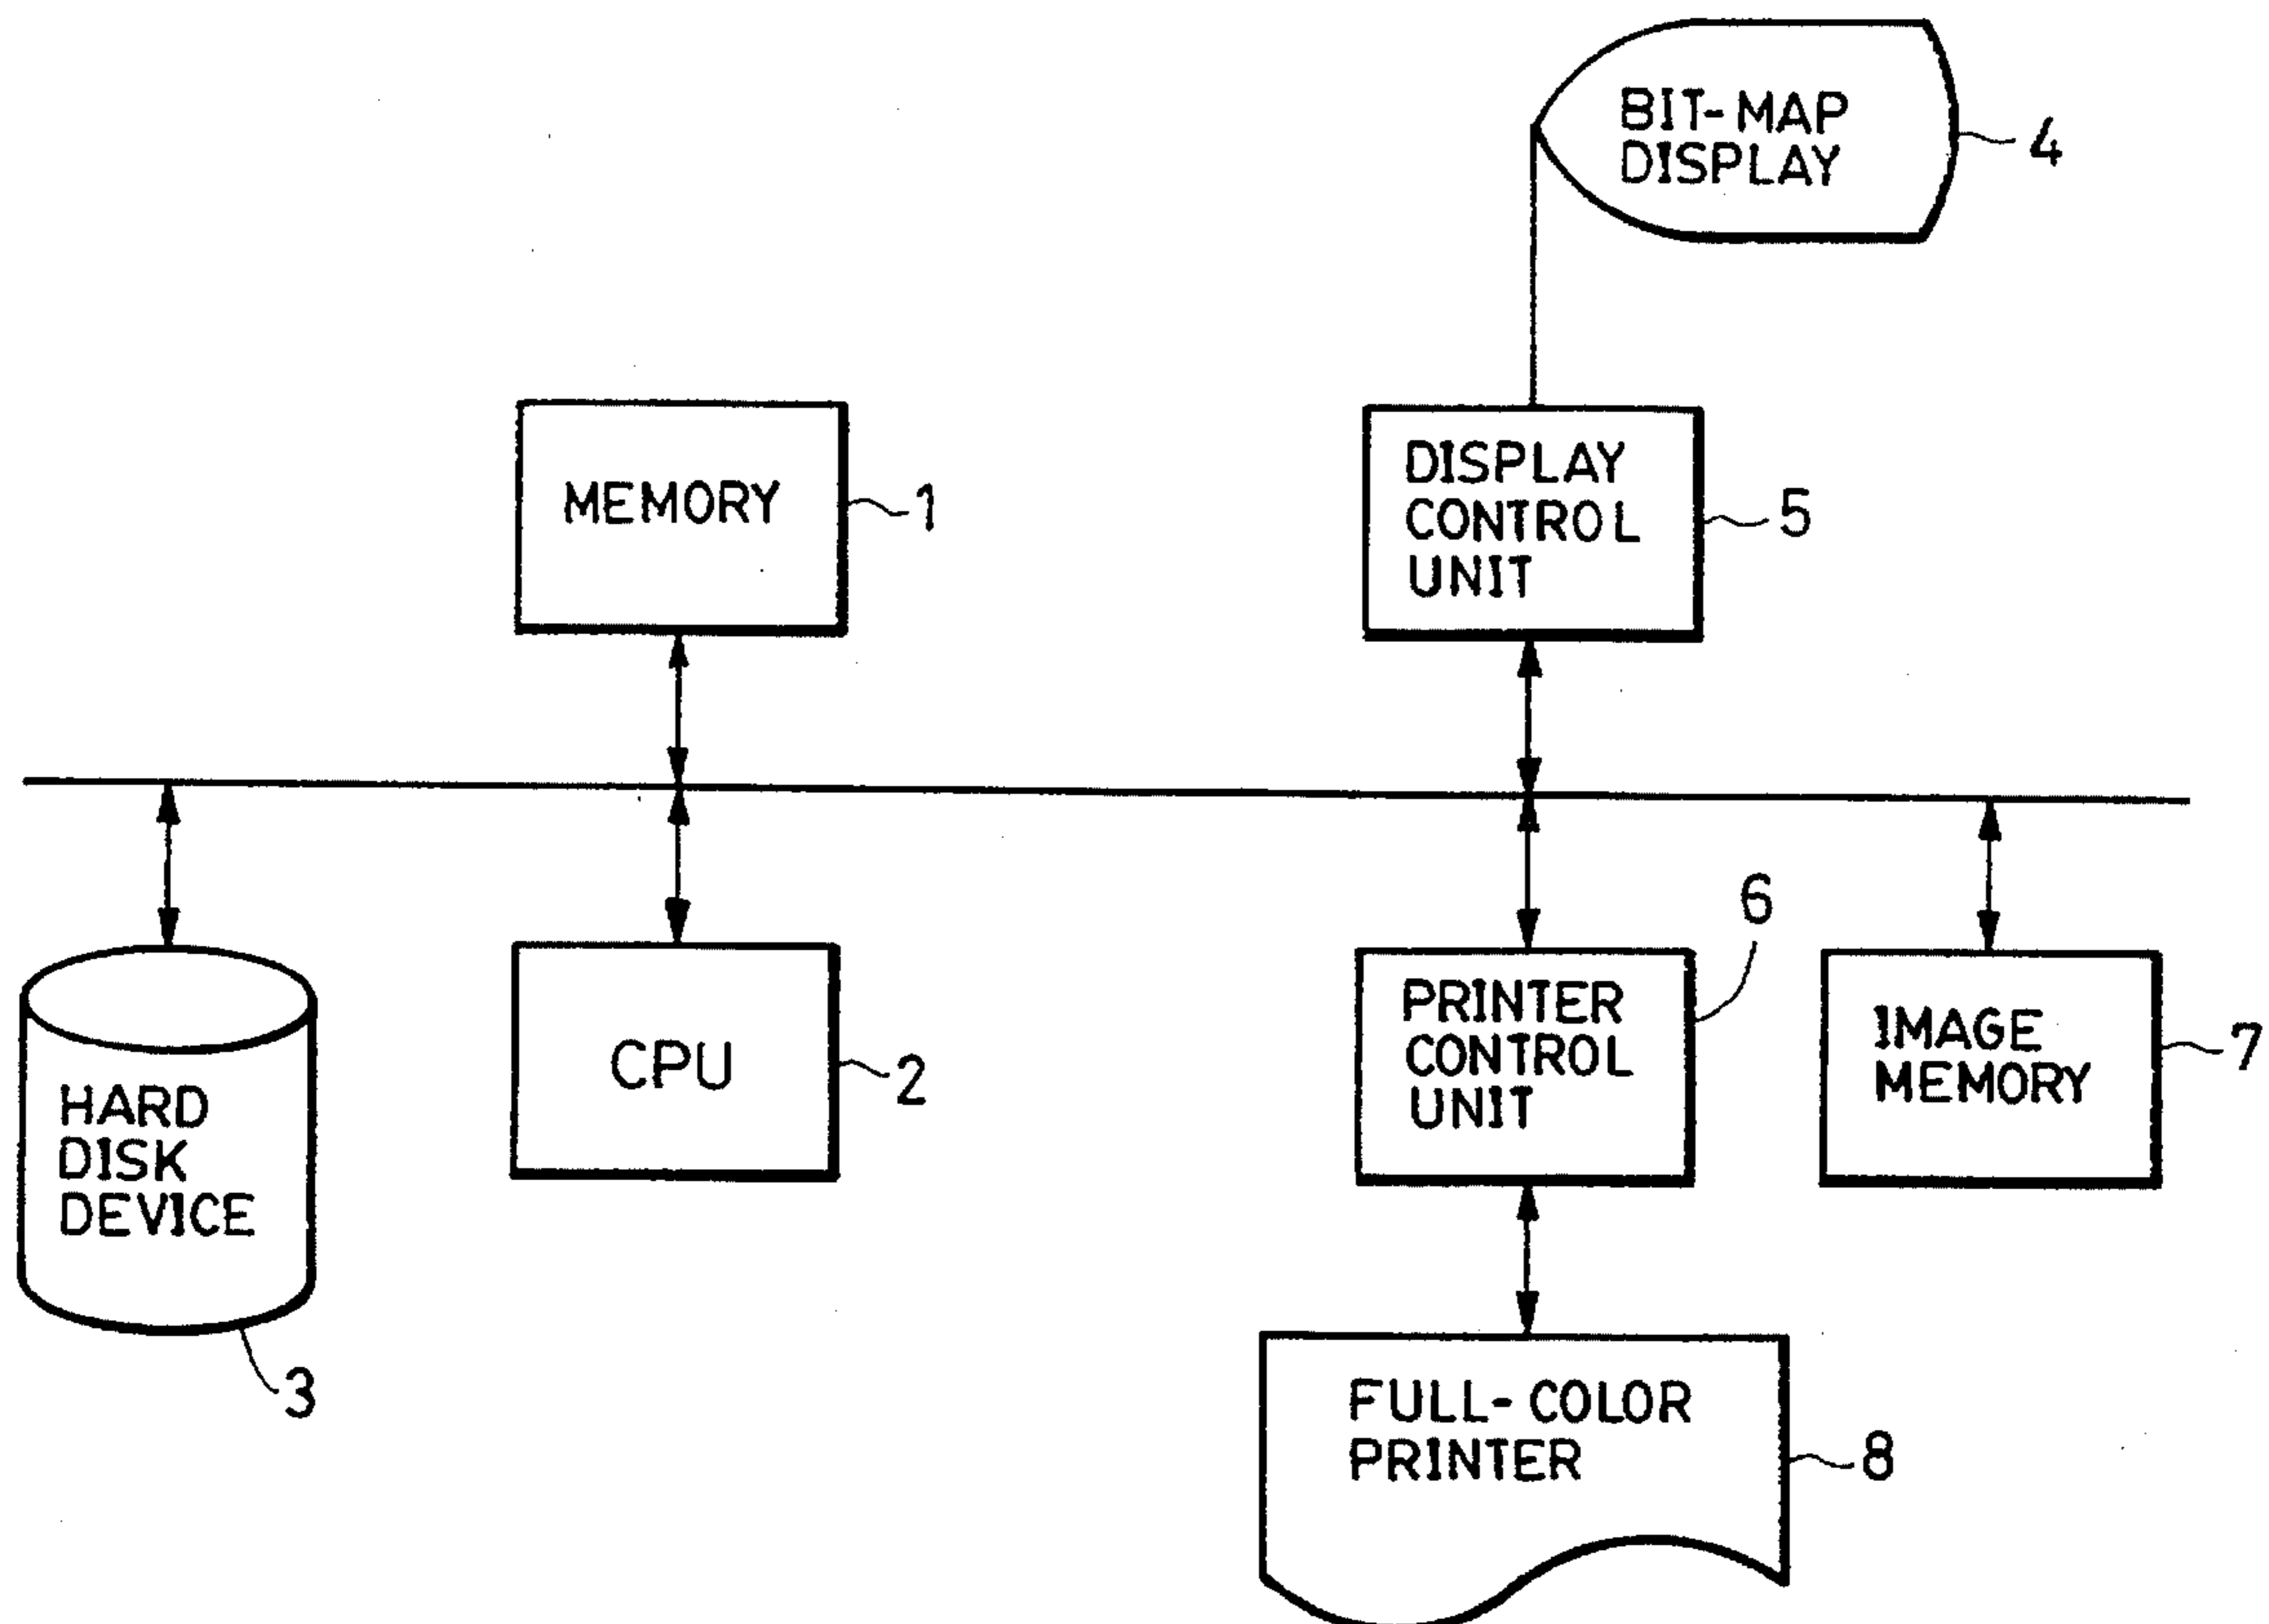 BIT-MAP
DISPLAY
4
MEMORY
1
DISPLAY
CONTROL
UNIT
5
HARD
DISK
DEVICE
3
CPU
2
PRINTER
CONTROL
UNIT
6
IMAGE
MEMORY
7
FULL-COLOR
PRINTER
8